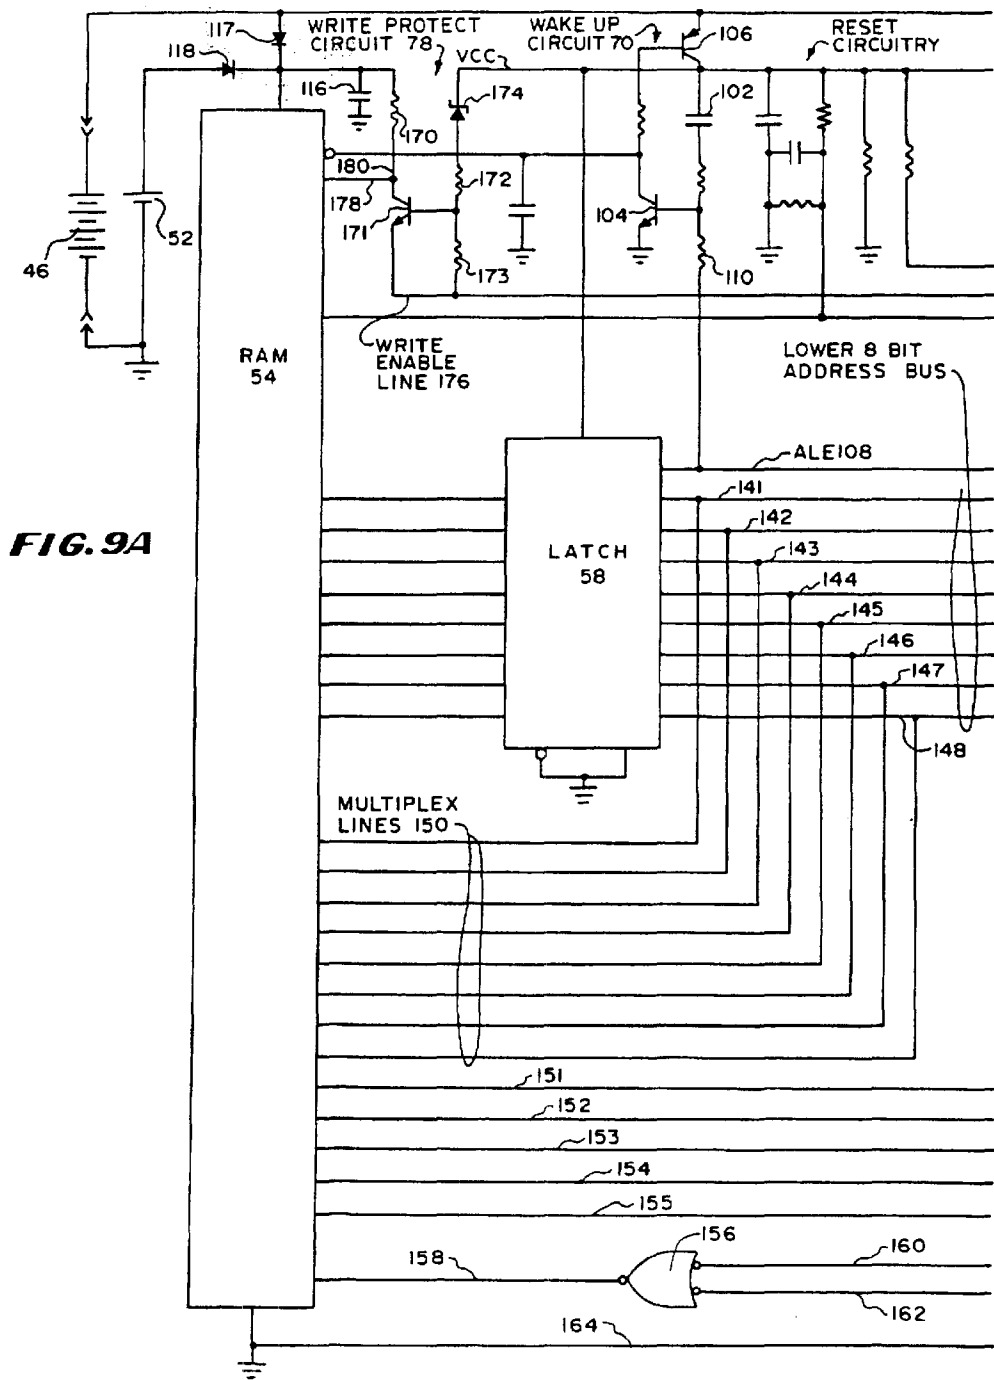 117
WRITE PROTECT
CIRCUIT 78
WAKE UP
CIRCUIT 70
106
RESET
CIRCUITRY
118
VCC
116
174
102
170
180
172
178
104
171
52
46
173
110
WRITE
ENABLE
LINE 176
RAM
54
LOWER 8 BIT
ADDRESS BUS
ALE108
141
142
FIG. 9A
LATCH
58
143
144
145
146
147
148
MULTIPLEX
LINES 150
151
152
153
154
155
156
158
160
162
164